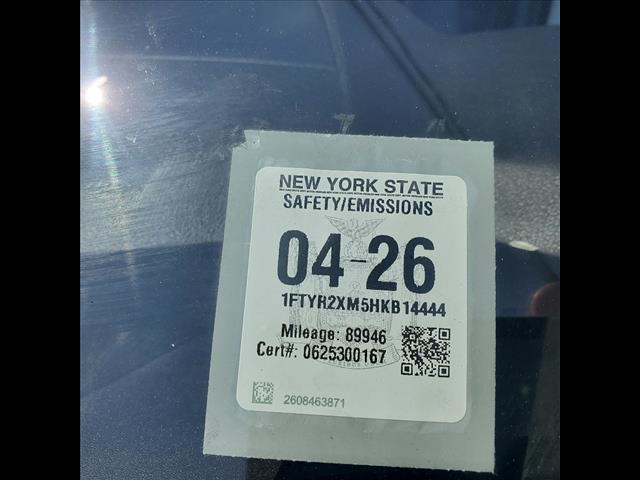 NEW YORK STATE
SAFETY/EMISSIONS
04-26
1FTYR2XM5HKB14444
Mileage: 89946
Cert#: 0625300167
2608463871